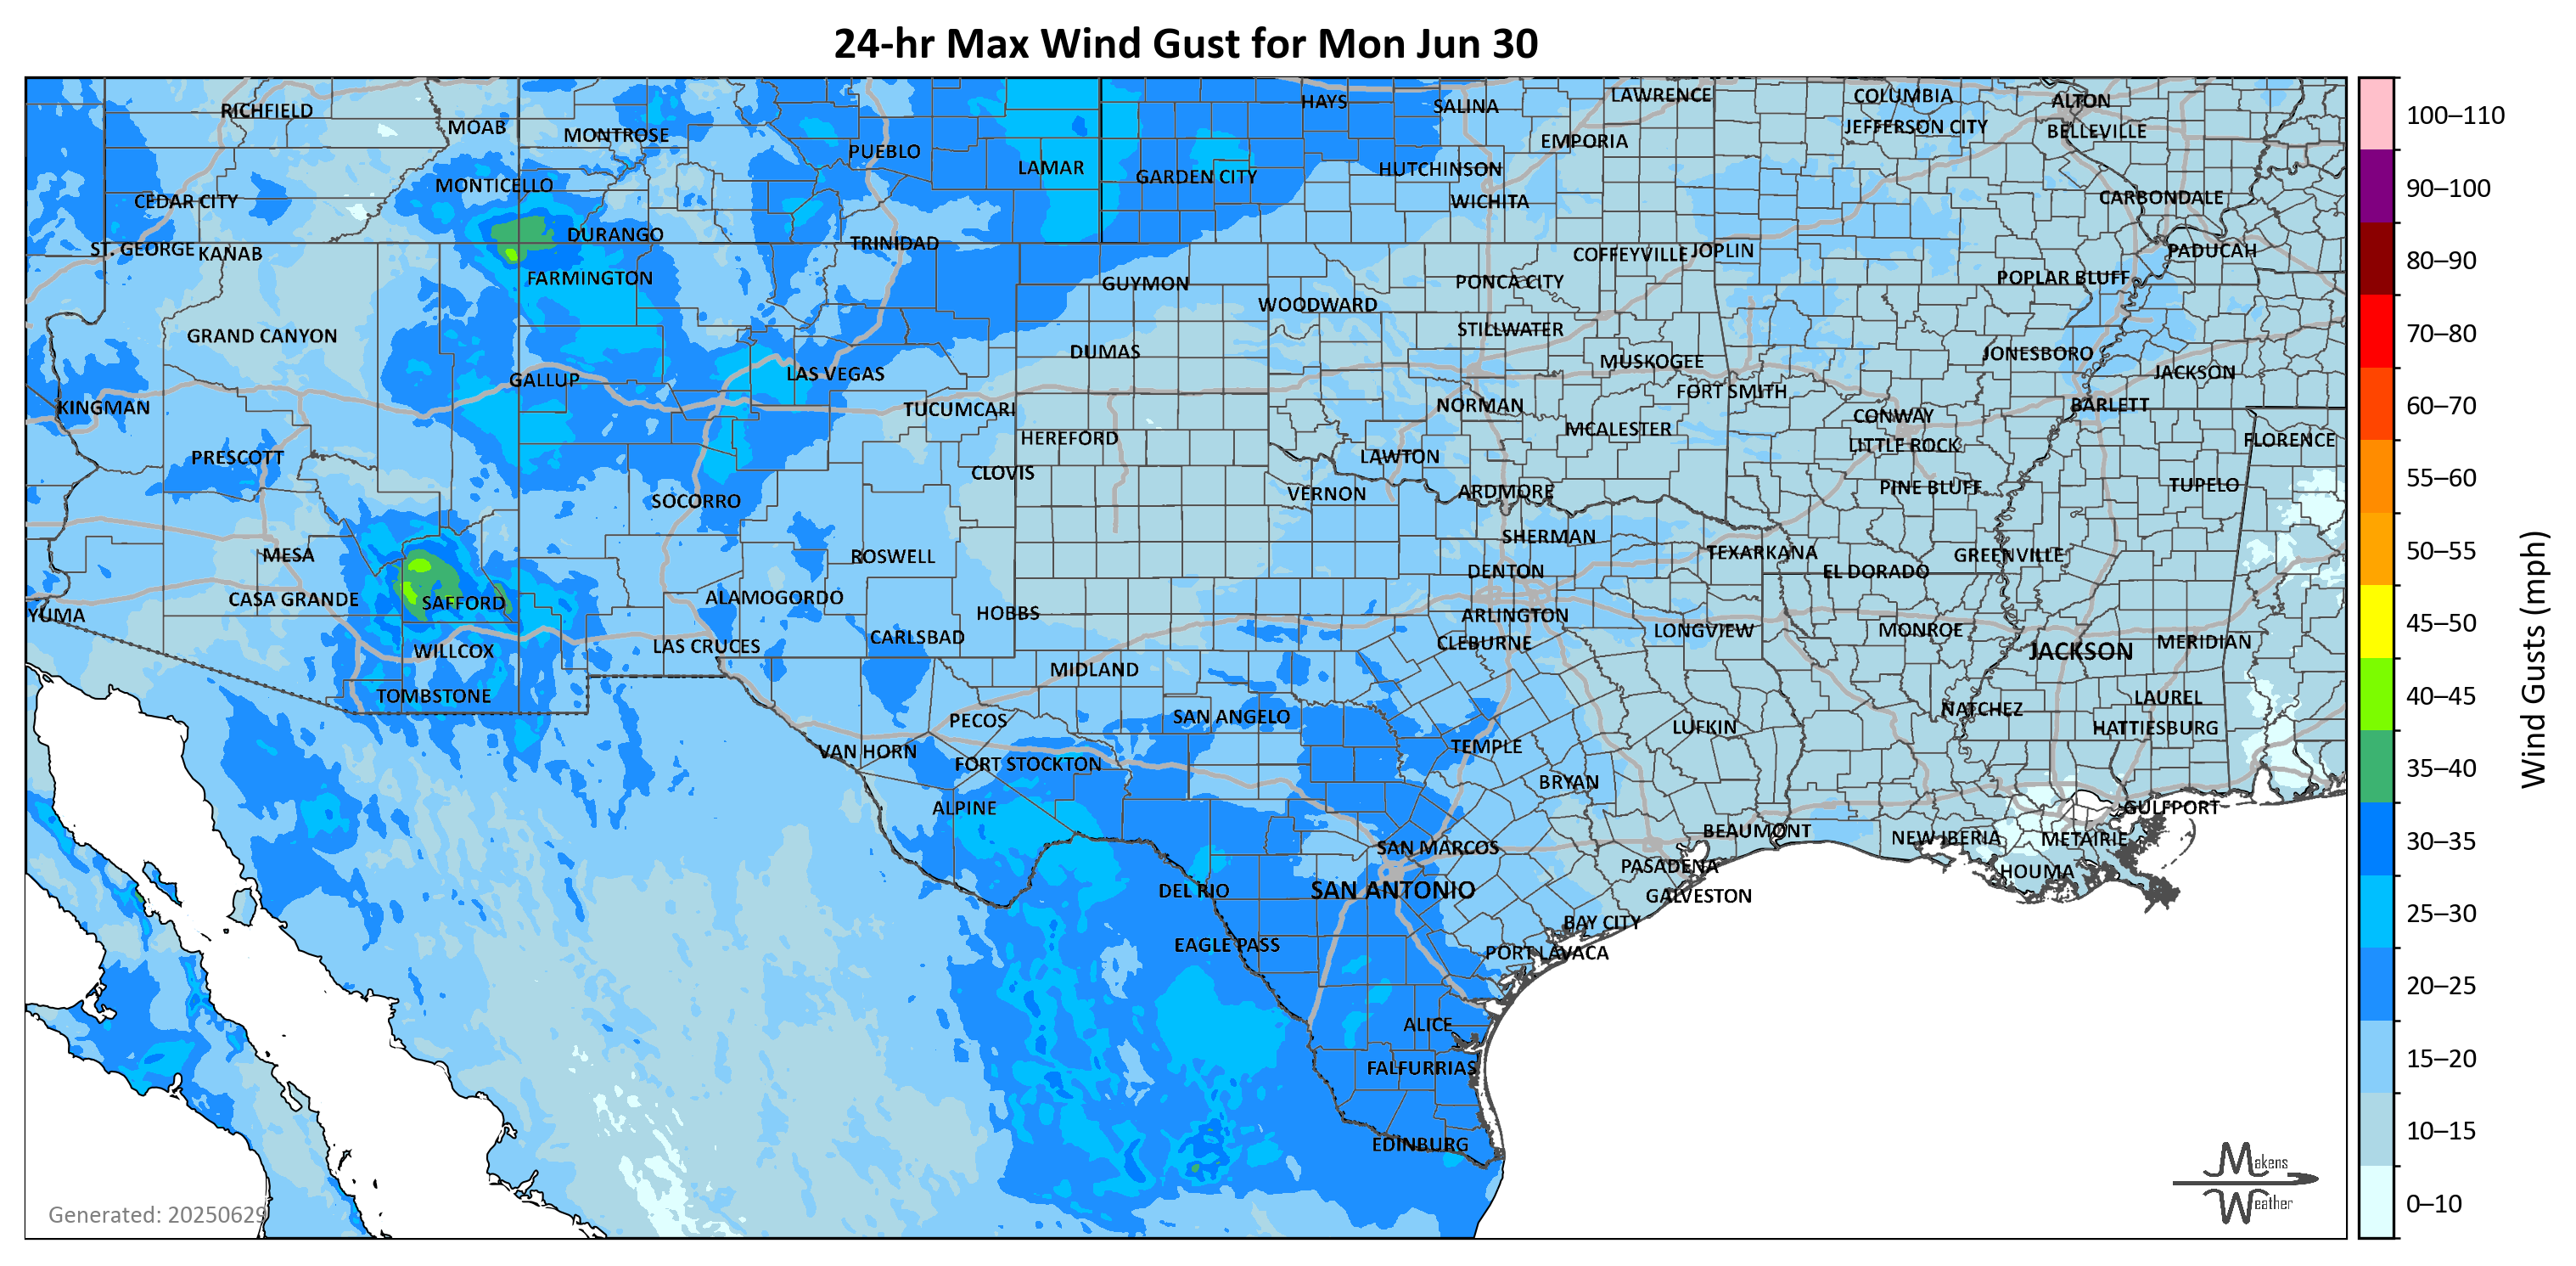 24-hr Max Wind Gust for Mon Jun 30
RICHFIELD
MOAB
MONTROSE
PUEBLO
LAMAR
HAYS
SALINA
LAWRENCE
COLUMBIA
ALTON
JEFFERSON CITY
BELLEVILLE
EMPORIA
HUTCHINSON
GARDEN CITY
MONTICELLO
CEDAR CITY
WICHITA
CARBONDALE
DURANGO
TRINIDAD
ST. GEORGE
KANAB
COFFEYVILLE
JOPLIN
PADUCAH
FARMINGTON
GUYMON
PONCA CITY
POPLAR BLUFF
WOODWARD
GRAND CANYON
STILLWATER
DUMAS
MUSKOGEE
JONESBORO
JACKSON
GALLUP
LAS VEGAS
FORT SMITH
KINGMAN
TUCUMCARI
NORMAN
CONWAY
BARLETT
HEREFORD
MCALESTER
LITTLE ROCK
FLORENCE
PRESCOTT
CLOVIS
LAWTON
SOCORRO
VERNON
ARDMORE
PINE BLUFF
TUPELO
SHERMAN
MESA
ROSWELL
TEXARKANA
GREENVILLE
DENTON
EL DORADO
CASA GRANDE
SAFFORD
ALAMOGORDO
HOBBS
YUMA
ARLINGTON
CARLSBAD
CLEBURNE
LONGVIEW
MONROE
MERIDIAN
WILLCOX
LAS CRUCES
MIDLAND
JACKSON
TOMBSTONE
LAUREL
PECOS
SAN ANGELO
NATCHEZ
LUFKIN
HATTIESBURG
VAN HORN
TEMPLE
FORT STOCKTON
BRYAN
ALPINE
GULFPORT
BEAUMONT
NEW IBERIA
METAIRIE
SAN MARCOS
PASADENA
HOUMA
DEL RIO
SAN ANTONIO
GALVESTON
BAY CITY
EAGLE PASS
PORT LAVACA
ALICE
FALFURRIAS
EDINBURG
Generated: 20250629
Makens
Weather
100–110
90–100
80–90
70–80
60–70
55–60
50–55
45–50
40–45
35–40
30–35
25–30
20–25
15–20
10–15
0–10
Wind Gusts (mph)